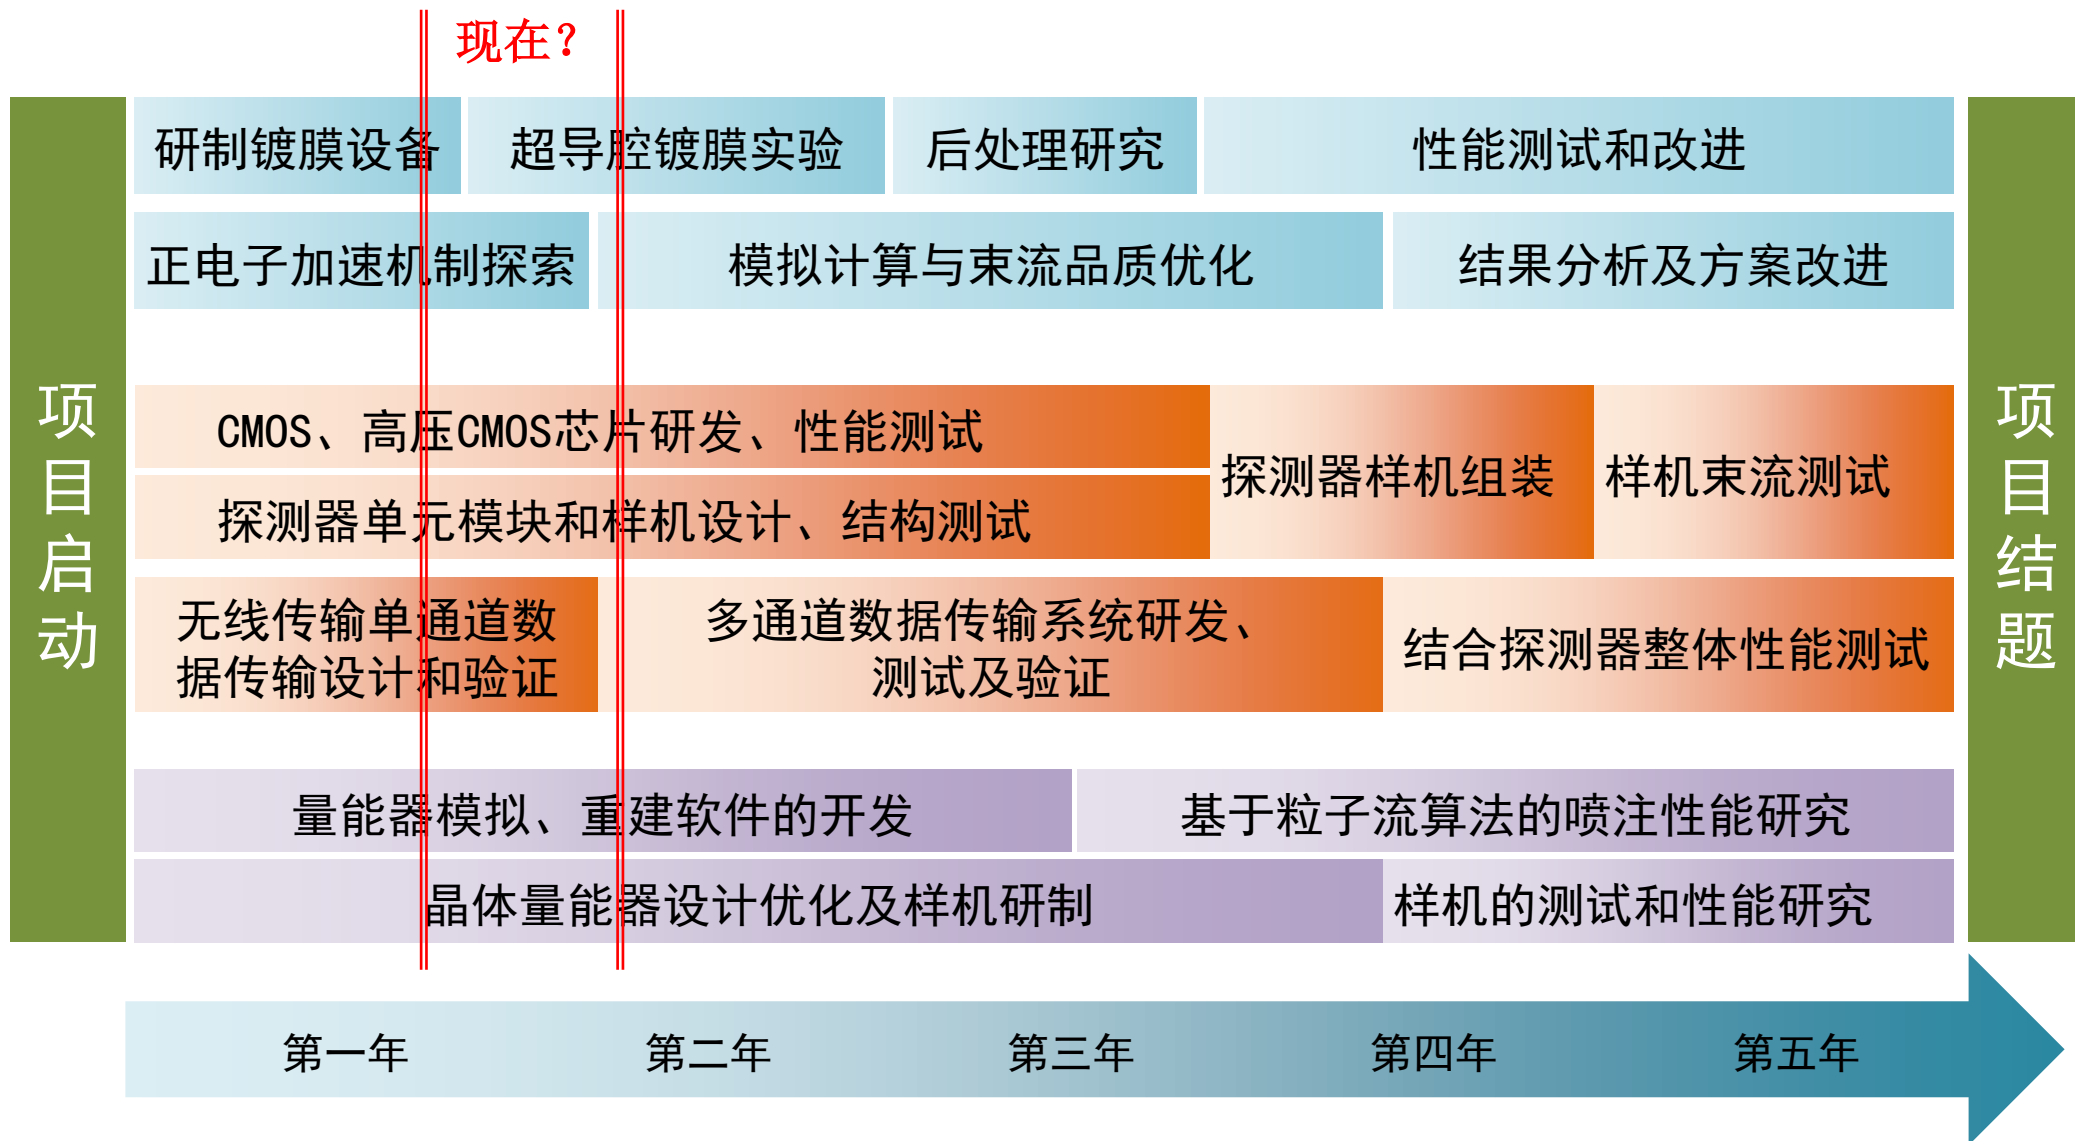 现在？
项目启动
研制镀膜设备
超导腔镀膜实验
后处理研究
性能测试和改进
正电子加速机制探索
模拟计算与束流品质优化
结果分析及方案改进
CMOS、高压CMOS芯片研发、性能测试
探测器单元模块和样机设计、结构测试
探测器样机组装
样机束流测试
无线传输单通道数
据传输设计和验证
多通道数据传输系统研发、
测试及验证
结合探测器整体性能测试
量能器模拟、重建软件的开发
基于粒子流算法的喷注性能研究
晶体量能器设计优化及样机研制
样机的测试和性能研究
项目结题
第一年
第二年
第三年
第四年
第五年